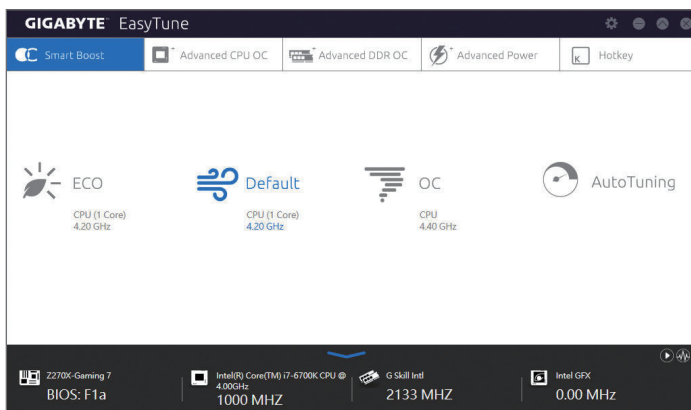 GIGABYTE™ EasyTune
Smart Boost
Advanced CPU OC
Advanced DDR OC
Advanced Power
K
Hotkey
ECO
CPU (1 Core)
4.20 GHz
Default
CPU (1 Core)
4.20 GHz
OC
CPU
4.40 GHz
AutoTuning
Z270X-Gaming 7
BIOS: F1a
Intel(R) Core(TM) i7-6700K CPU @
4.00GHz
1000 MHZ
G Skill Intl
2133 MHZ
Intel GFX
0.00 MHz